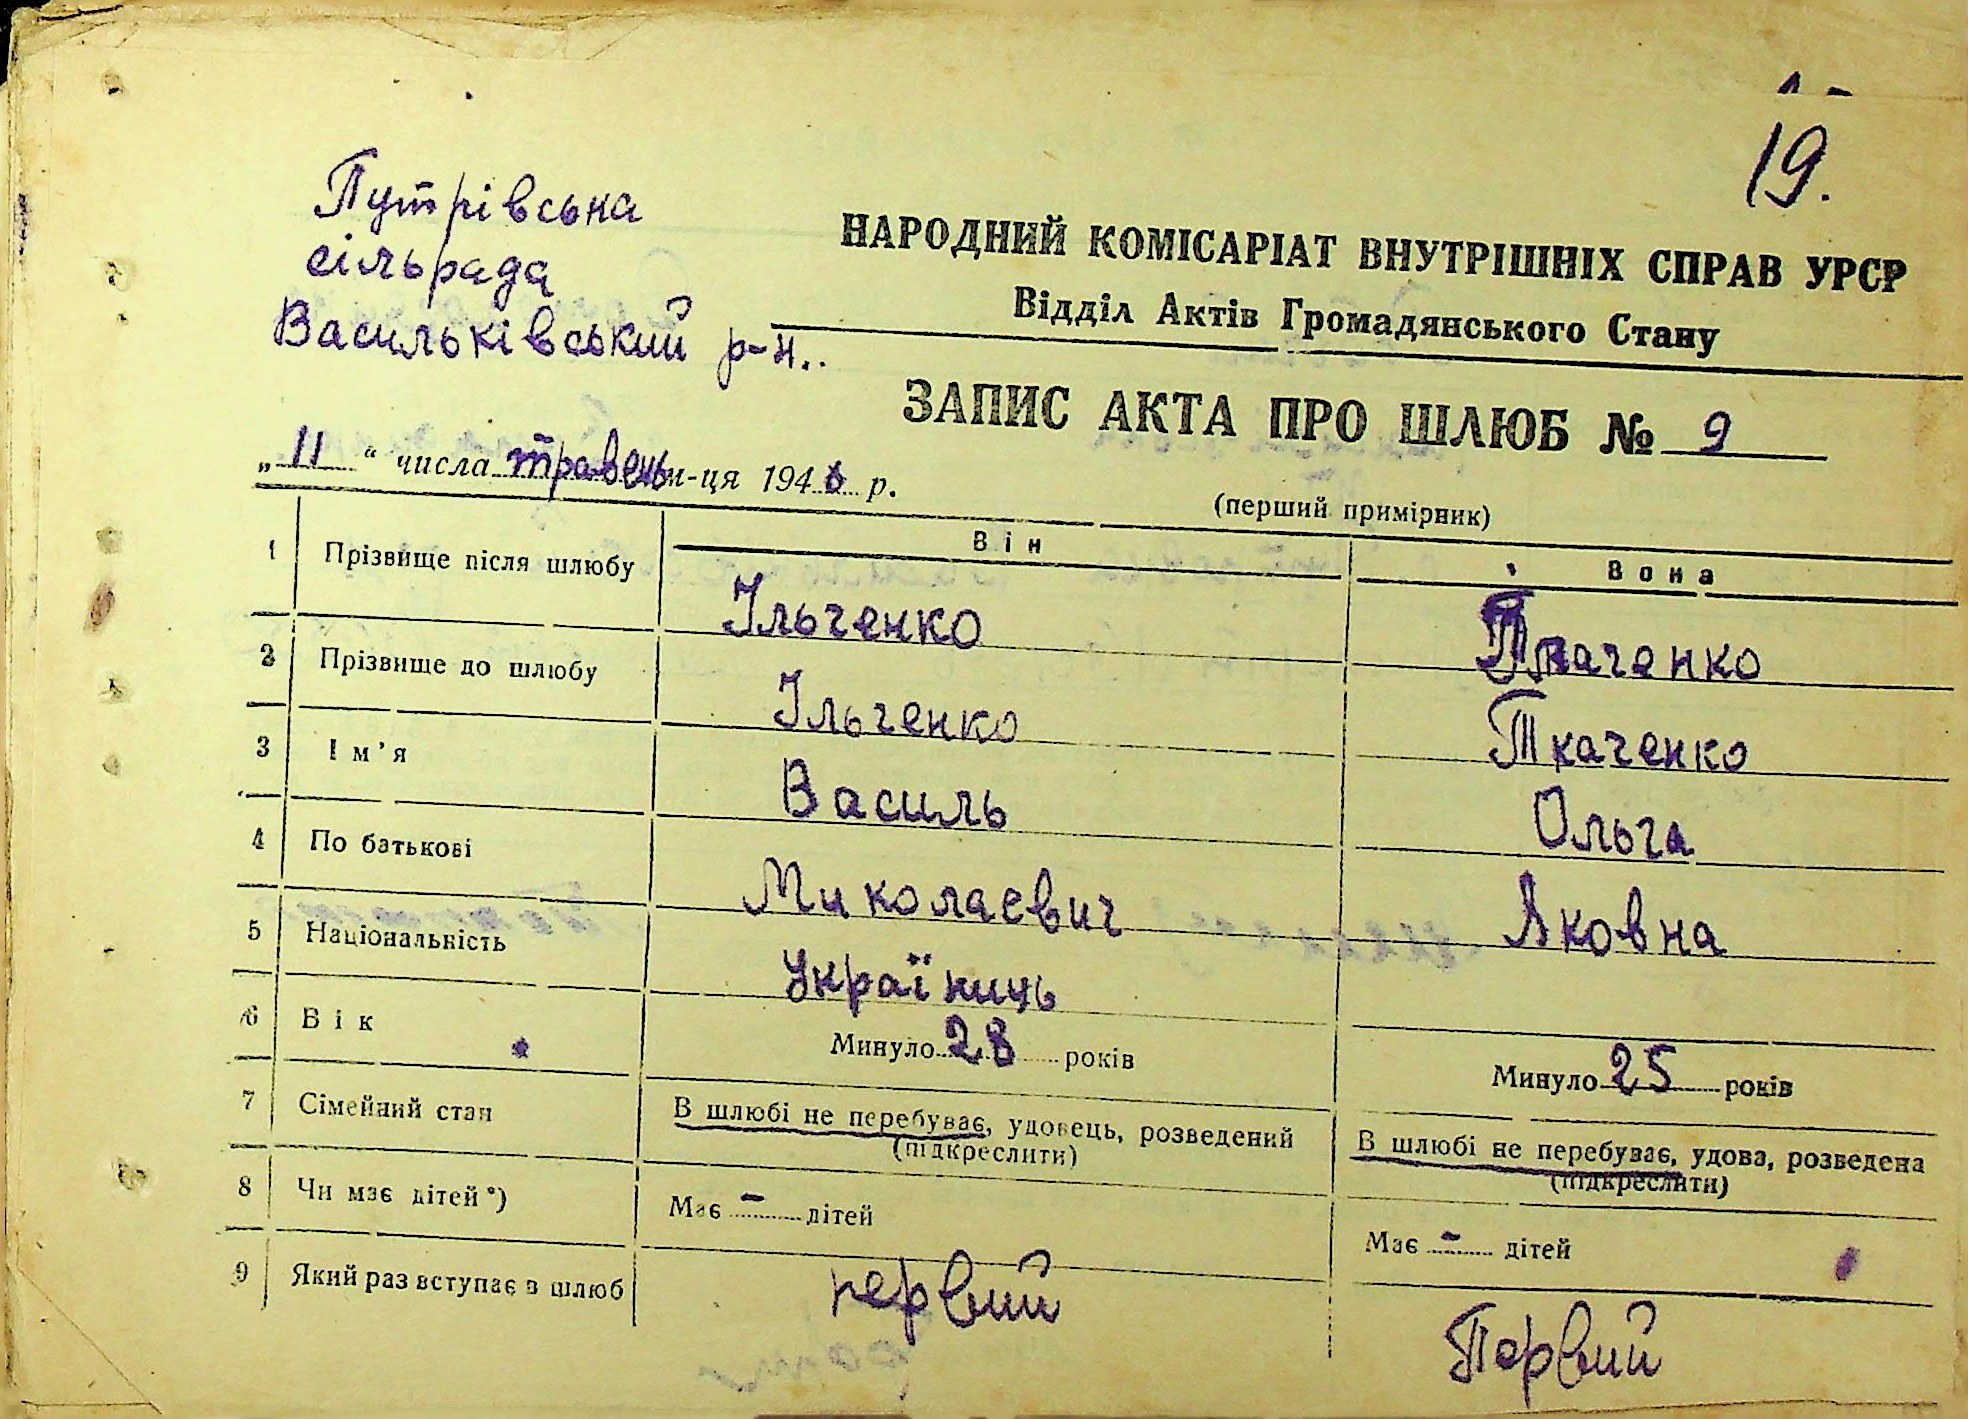 19.
Путрівська
сільрада
Васильківський р-н..
НАРОДНИЙ КОМІСАРІАТ ВНУТРІШНІХ СПРАВ УРСР
Відділ Актів Громадянського Стану
ЗАПИС АКТА ПРО ШЛЮБ № 9
„11“ числа травень м-ця 1946 р.
(перший примірник)
Він Вона
1 Прізвище після шлюбу Ільченко Ткаченко
2 Прізвище до шлюбу Ільченко Ткаченко
3 Ім’я Василь Ольга
4 По батькові Миколаєвич Яковна
5 Національність Україниць
6 Вік Минуло 28 років Минуло 25 років
7 Сімейний стан В шлюбі не перебуває, удовець, розведений (підкреслити) В шлюбі не перебуває, удова, розведена (підкреслити)
8 Чи має дітей*) Має - дітей Має - дітей
9 Який раз вступає в шлюб первий Первий